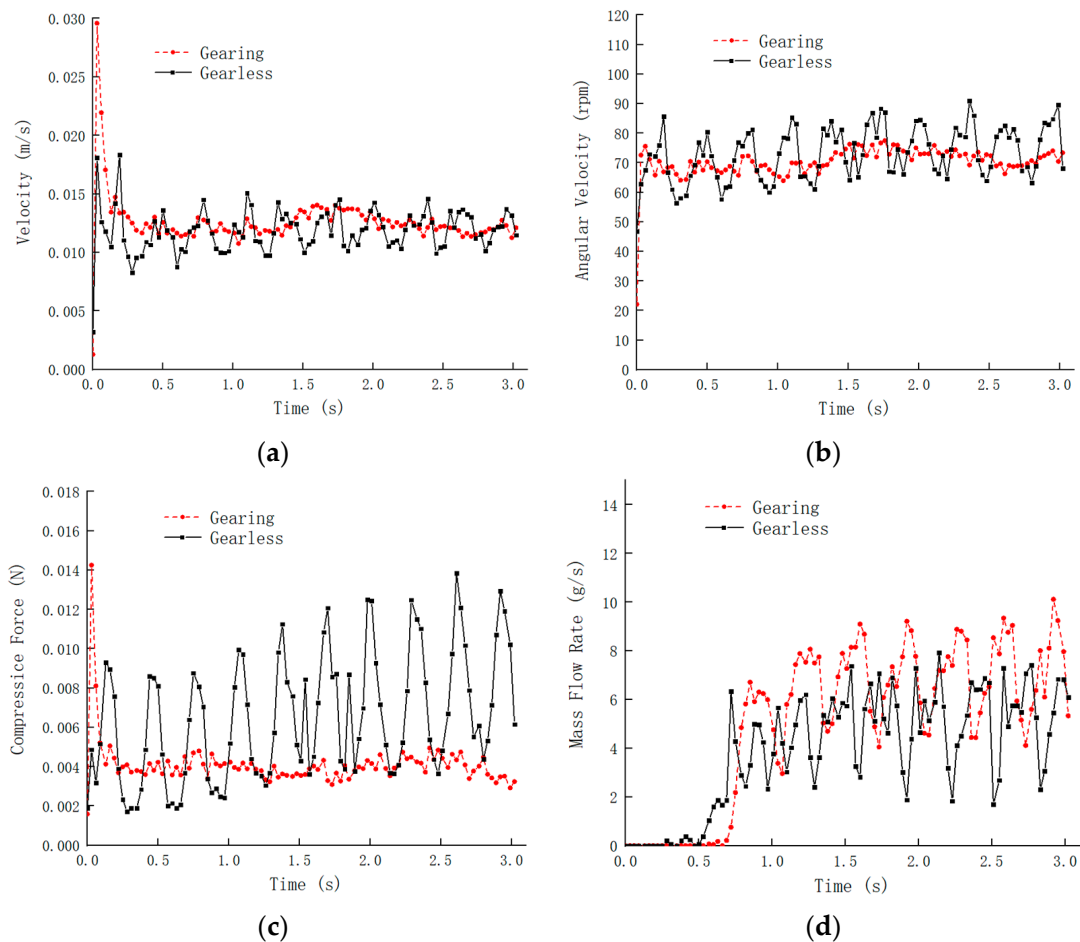 0.030
0.025
0.020
0.015
0.010
0.005
0.000
Velocity (m/s)
Gearing
Gearless
0.0 0.5 1.0 1.5 2.0 2.5 3.0
Time (s)
(a)
120
110
100
90
80
70
60
50
40
30
20
10
0
Angular Velocity (rpm)
Gearing
Gearless
0.0 0.5 1.0 1.5 2.0 2.5 3.0
Time (s)
(b)
0.018
0.016
0.014
0.012
0.010
0.008
0.006
0.004
0.002
0.000
Compressice Force (N)
Gearing
Gearless
0.0 0.5 1.0 1.5 2.0 2.5 3.0
Time (s)
(c)
14
12
10
8
6
4
2
0
Mass Flow Rate (g/s)
Gearing
Gearless
0.0 0.5 1.0 1.5 2.0 2.5 3.0
Time (s)
(d)